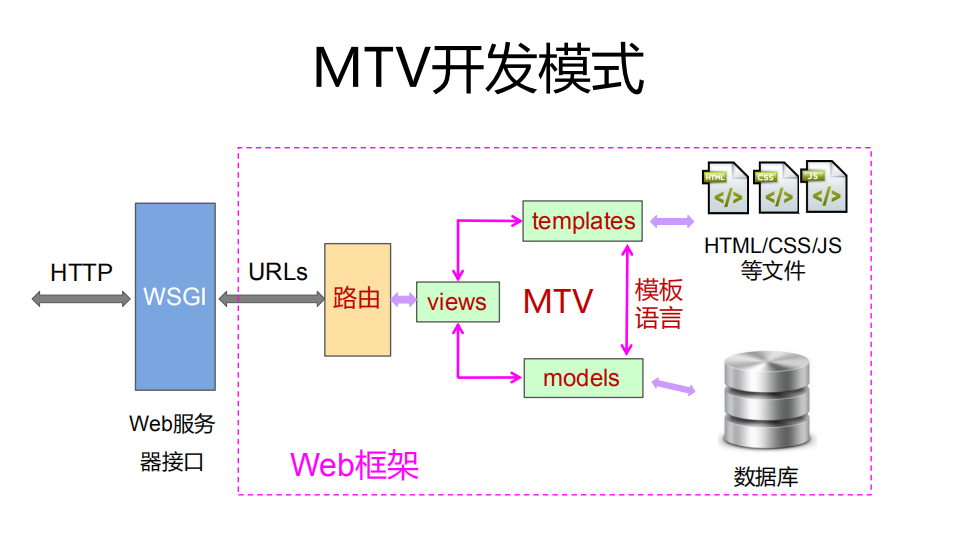 MTV开发模式
HTTP
WSGI
Web服务
器接口
URLs
路由
views
MTV
templates
模板
语言
models
HTML
CSS
JS
HTML/CSS/JS
等文件
数据库
Web框架